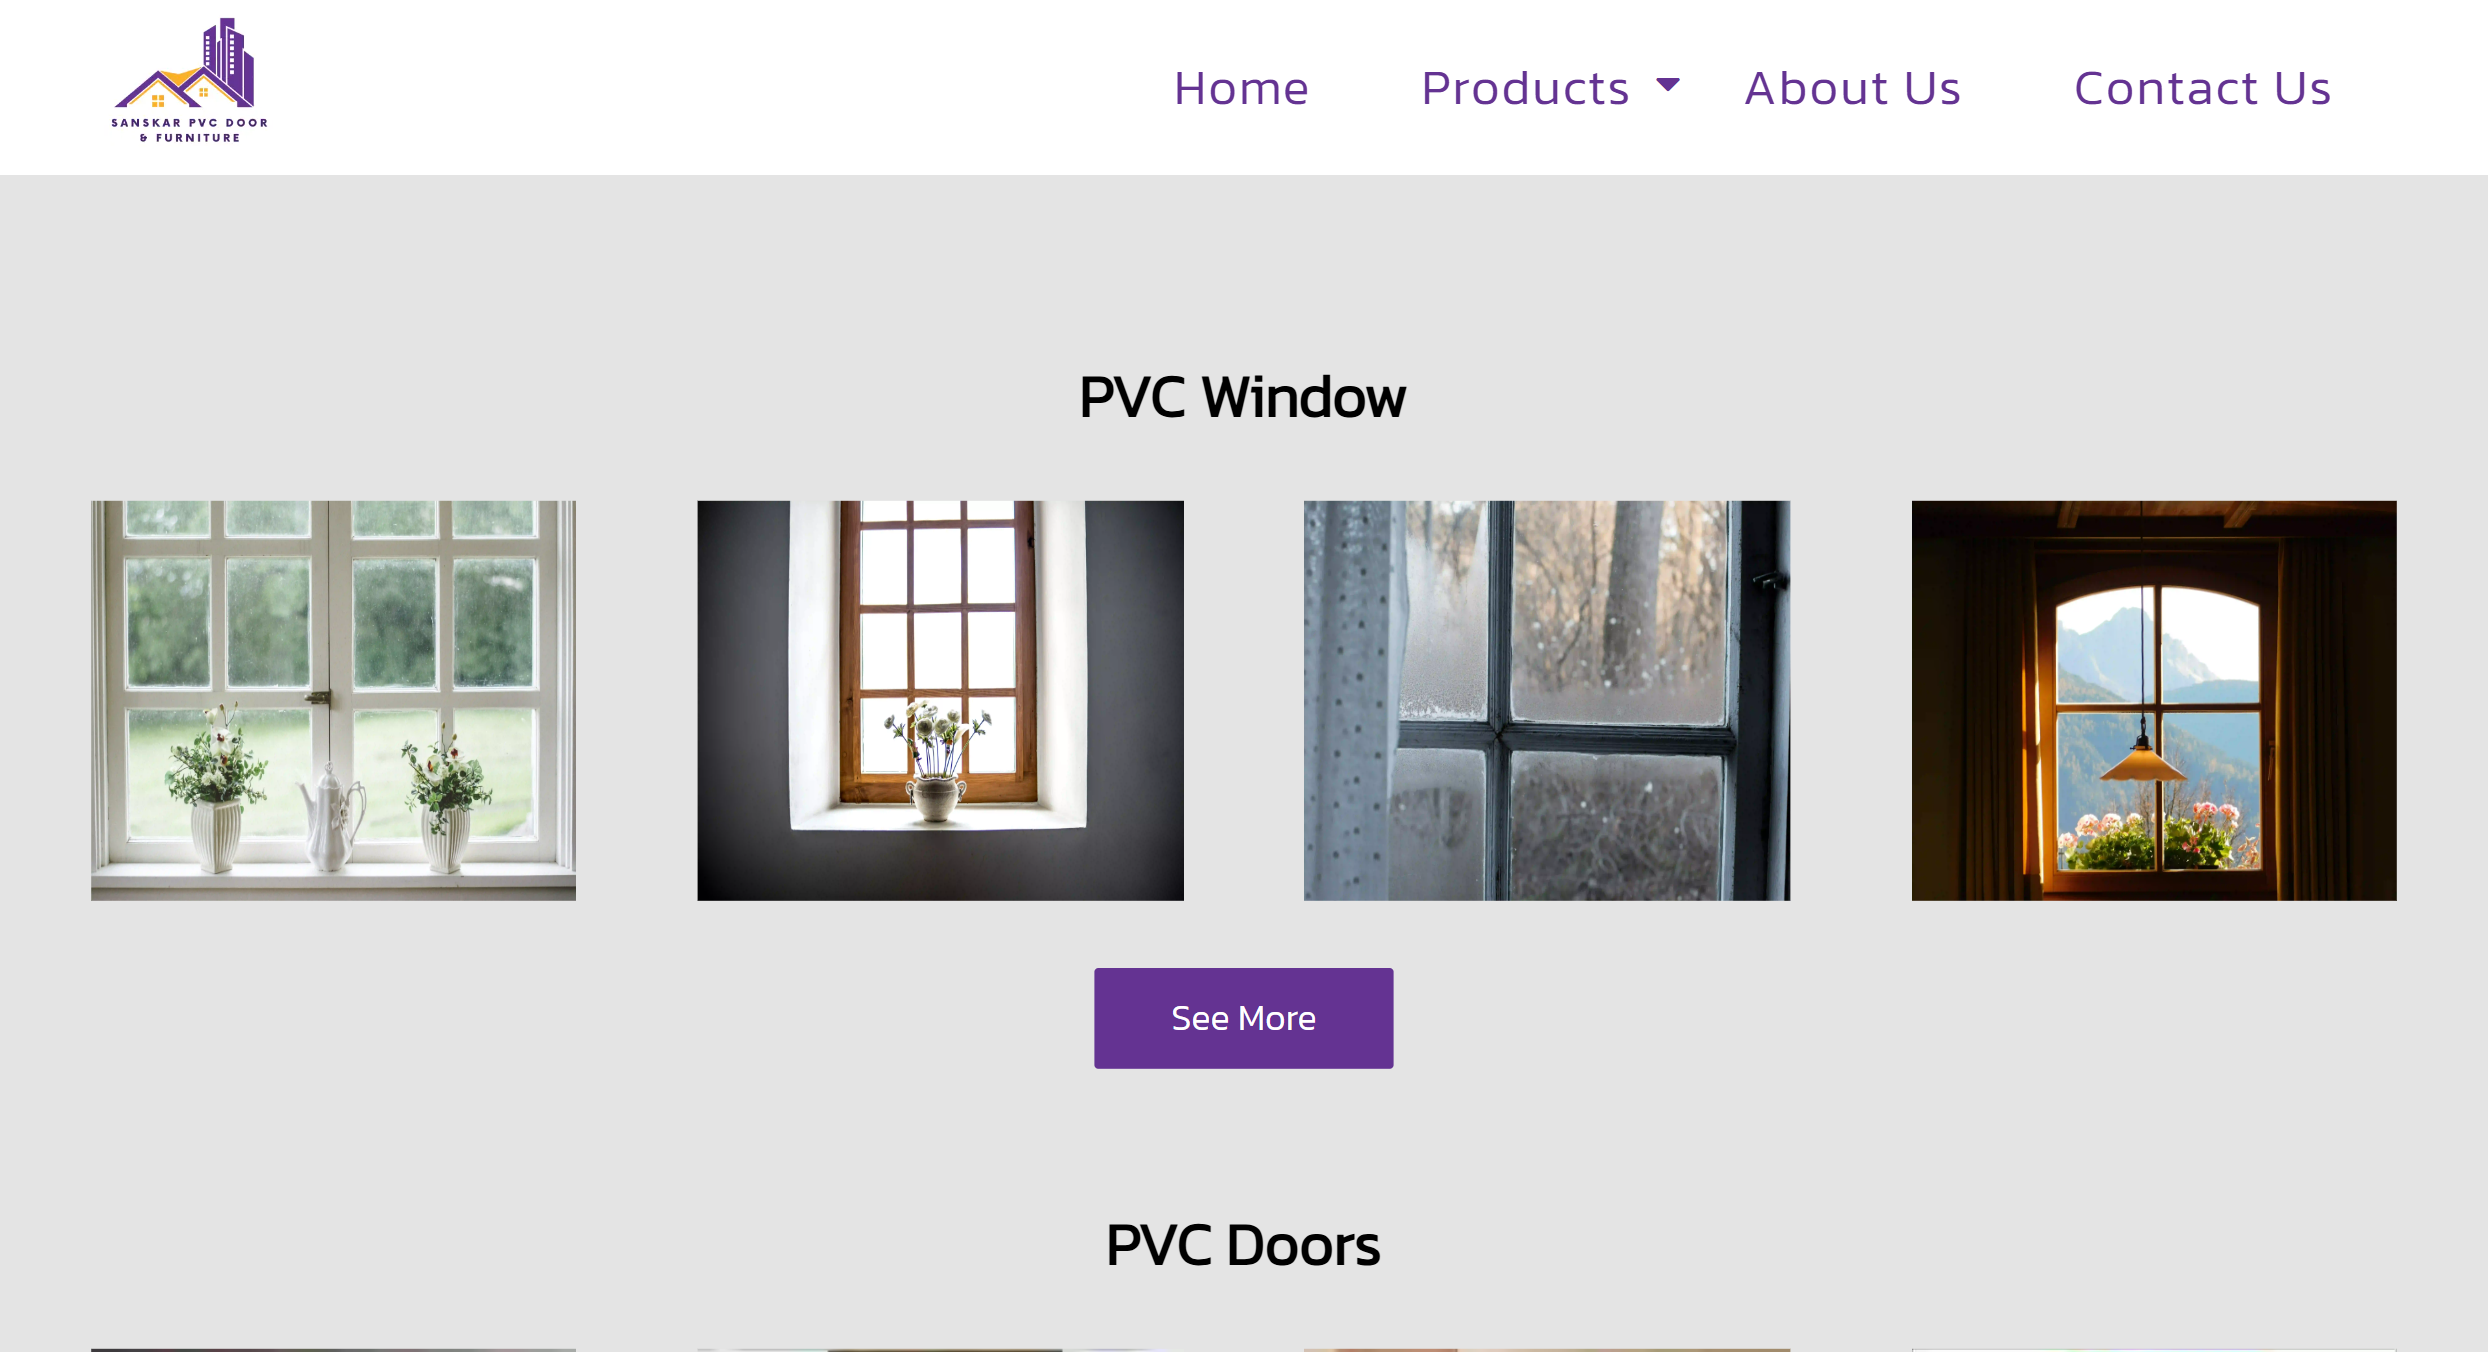 SANSKAR PVC DOOR
& FURNITURE
Home
Products
About Us
Contact Us
PVC Window
See More
PVC Doors